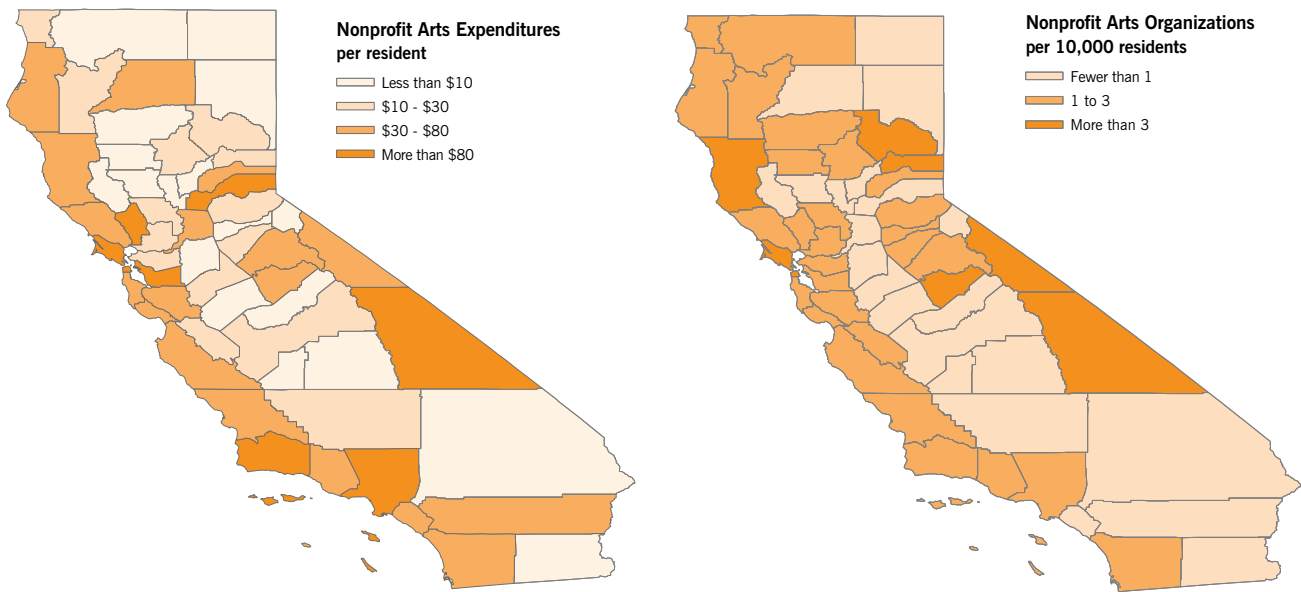 Nonprofit Arts Expenditures
per resident
Less than $10
$10 - $30
$30 - $80
More than $80
Nonprofit Arts Organizations
per 10,000 residents
Fewer than 1
1 to 3
More than 3